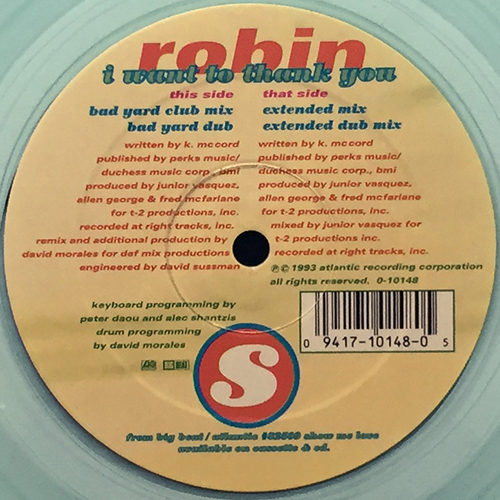 robin
i want to thank you
this side
bad yard club mix
bad yard dub
written by k. mccord
published by perks music/
duchess music corp., bmi
produced by junior vasquez,
allen george & fred mcfarlane
for t-2 productions, inc.
recorded at right tracks, inc.
remix and additional production by
david morales for def mix productions
engineered by david sussman
that side
extended mix
extended dub mix
written by k. mccord
published by perks music/
duchess music corp., bmi
produced by junior vasquez,
allen george & fred mcfarlane
for t-2 productions, inc.
mixed by junior vasquez for
t-2 productions, inc.
recorded at right tracks, inc.
℗©1993 atlantic recording corporation
all rights reserved. 0-10148
keyboard programming by
peter daou and alec shantzis
drum programming
by david morales
0 9417-10148-0 5
S
from big beat / atlantic show me love
available on cassette & cd.